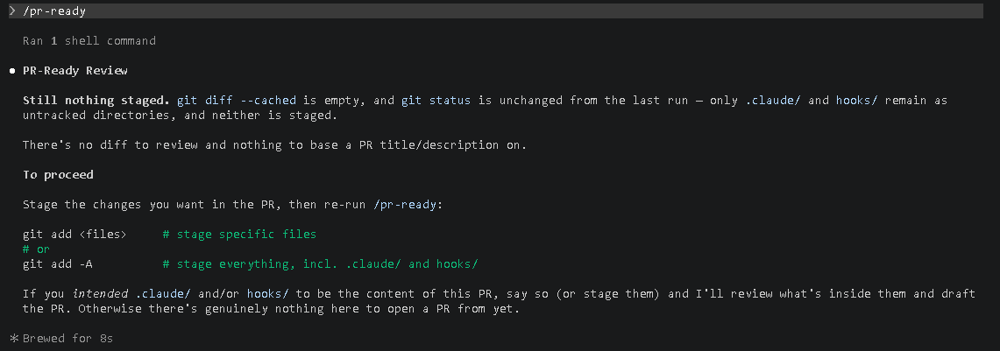 > /pr-ready
Ran 1 shell command
● PR-Ready Review
Still nothing staged. git diff --cached is empty, and git status is unchanged from the last run — only .claude/ and hooks/ remain as
untracked directories, and neither is staged.
There's no diff to review and nothing to base a PR title/description on.
To proceed
Stage the changes you want in the PR, then re-run /pr-ready:
git add <files>     # stage specific files
# or
git add -A          # stage everything, incl. .claude/ and hooks/
If you intended .claude/ and/or hooks/ to be the content of this PR, say so (or stage them) and I'll review what's inside them and draft
the PR. Otherwise there's genuinely nothing here to open a PR from yet.
* Brewed for 8s